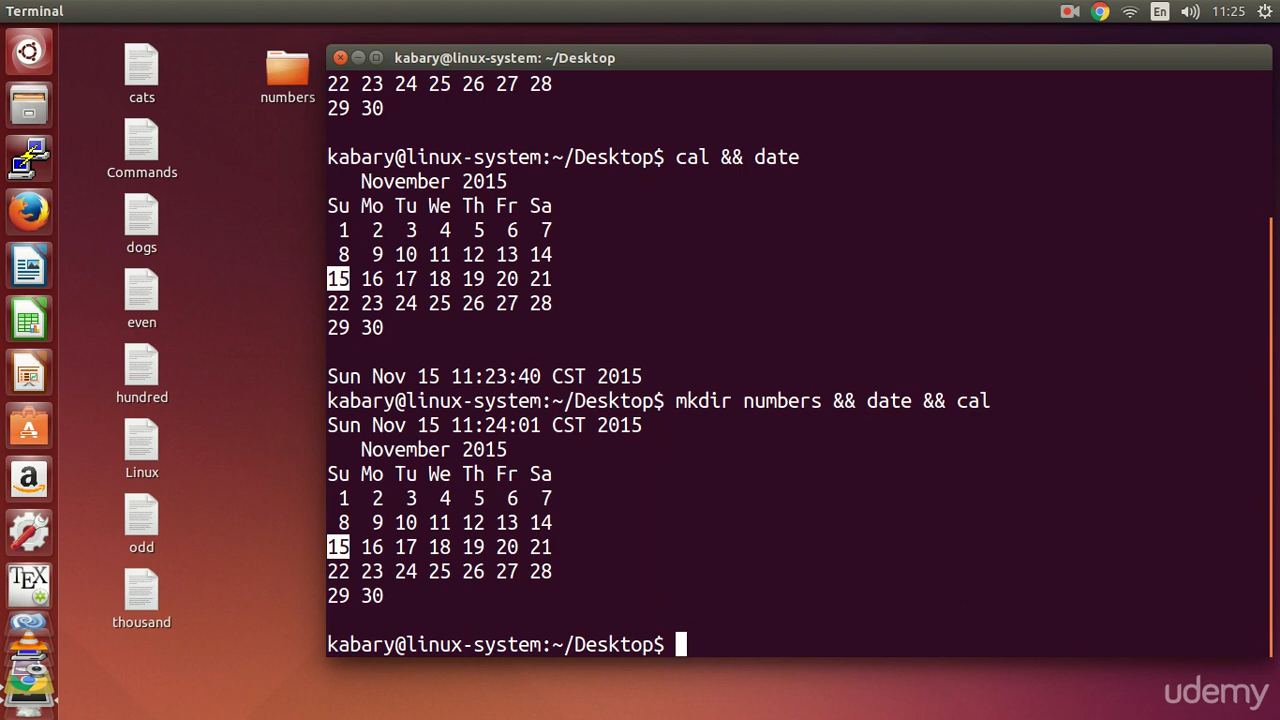 Terminal
En
11:25
cats
numbers
Commands
dogs
even
hundred
Linux
odd
thousand
a
TEX
kabary@linux-system: ~/Desktop
22 23 24 25 26 27 28
29 30
kabary@linux-system:~/Desktop$ cal && date
November 2015
Su Mo Tu We Th Fr Sa
1 2 3 4 5 6 7
8 9 10 11 12 13 14
15 16 17 18 19 20 21
22 23 24 25 26 27 28
29 30
Sun Nov 15 11:23:40 CST 2015
kabary@linux-system:~/Desktop$ mkdir numbers && date && cal
Sun Nov 15 11:24:01 CST 2015
November 2015
Su Mo Tu We Th Fr Sa
1 2 3 4 5 6 7
8 9 10 11 12 13 14
15 16 17 18 19 20 21
22 23 24 25 26 27 28
29 30
kabary@linux-system:~/Desktop$
udemy